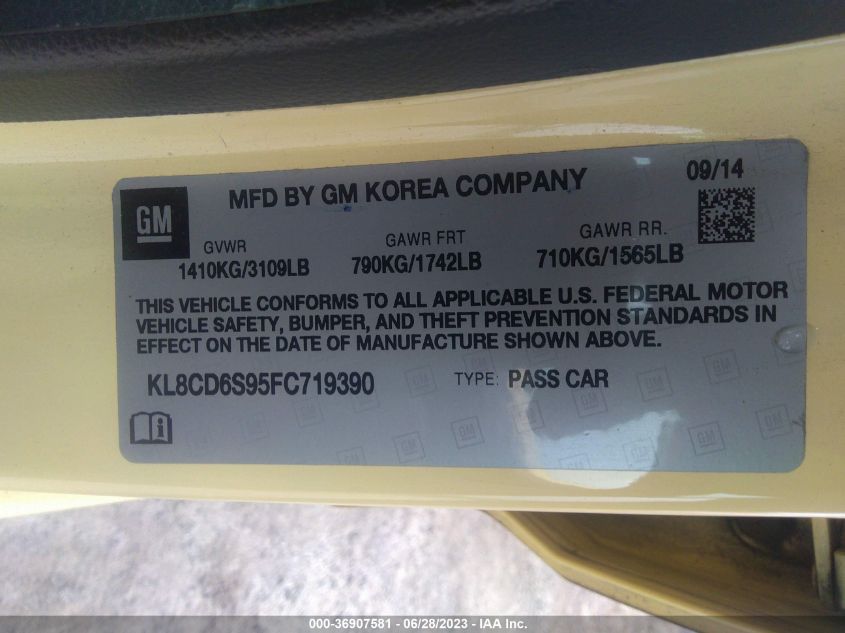 GM
MFD BY GM KOREA COMPANY
09/14
GVWR
GAWR FRT
GAWR RR.
1410KG/3109LB
790KG/1742LB
710KG/1565LB
THIS VEHICLE CONFORMS TO ALL APPLICABLE U.S. FEDERAL MOTOR
VEHICLE SAFETY, BUMPER, AND THEFT PREVENTION STANDARDS IN
EFFECT ON THE DATE OF MANUFACTURE SHOWN ABOVE.
KL8CD6S95FC719390
TYPE: PASS CAR
000-36907581 - 06/28/2023 - IAA Inc.